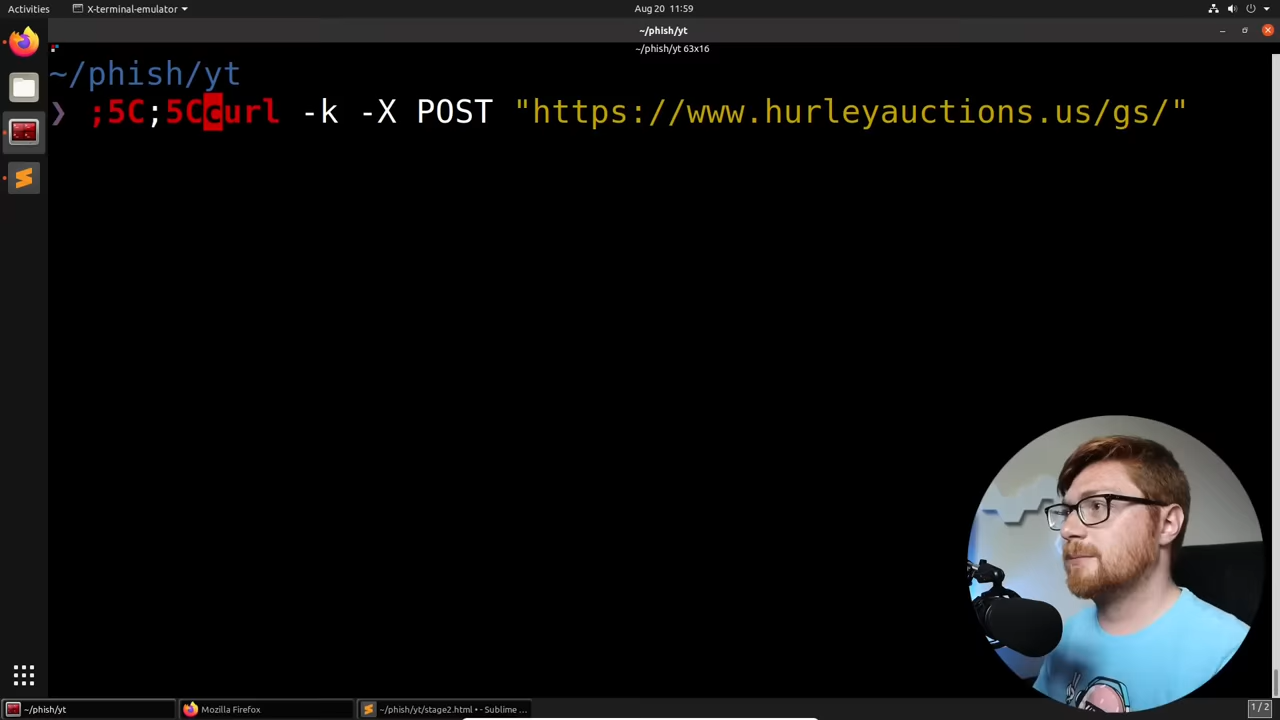 Activities
X-terminal-emulator
Aug 20 11:59
~/phish/yt
~/phish/yt 63x16
~/phish/yt
❯ ;5C;5Ccurl -k -X POST "https://www.hurleyauctions.us/gs/"
~/phish/yt
Mozilla Firefox
~/phish/yt/stage2.html • - Sublime ...
1 / 2